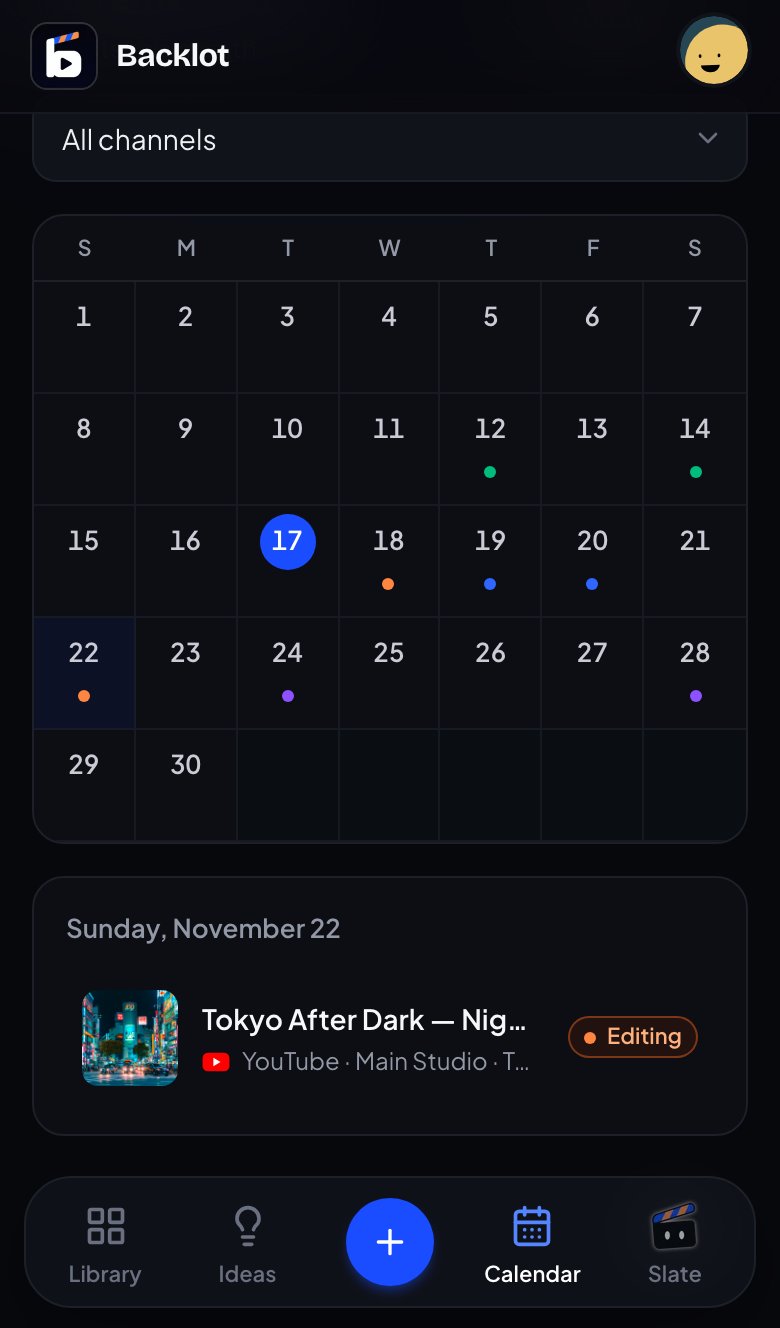 Backlot
All channels
S M T W T F S
1 2 3 4 5 6 7
8 9 10 11 12 13 14
15 16 17 18 19 20 21
22 23 24 25 26 27 28
29 30
Sunday, November 22
Tokyo After Dark — Nig...
YouTube · Main Studio · T...
Editing
Library Ideas Calendar Slate